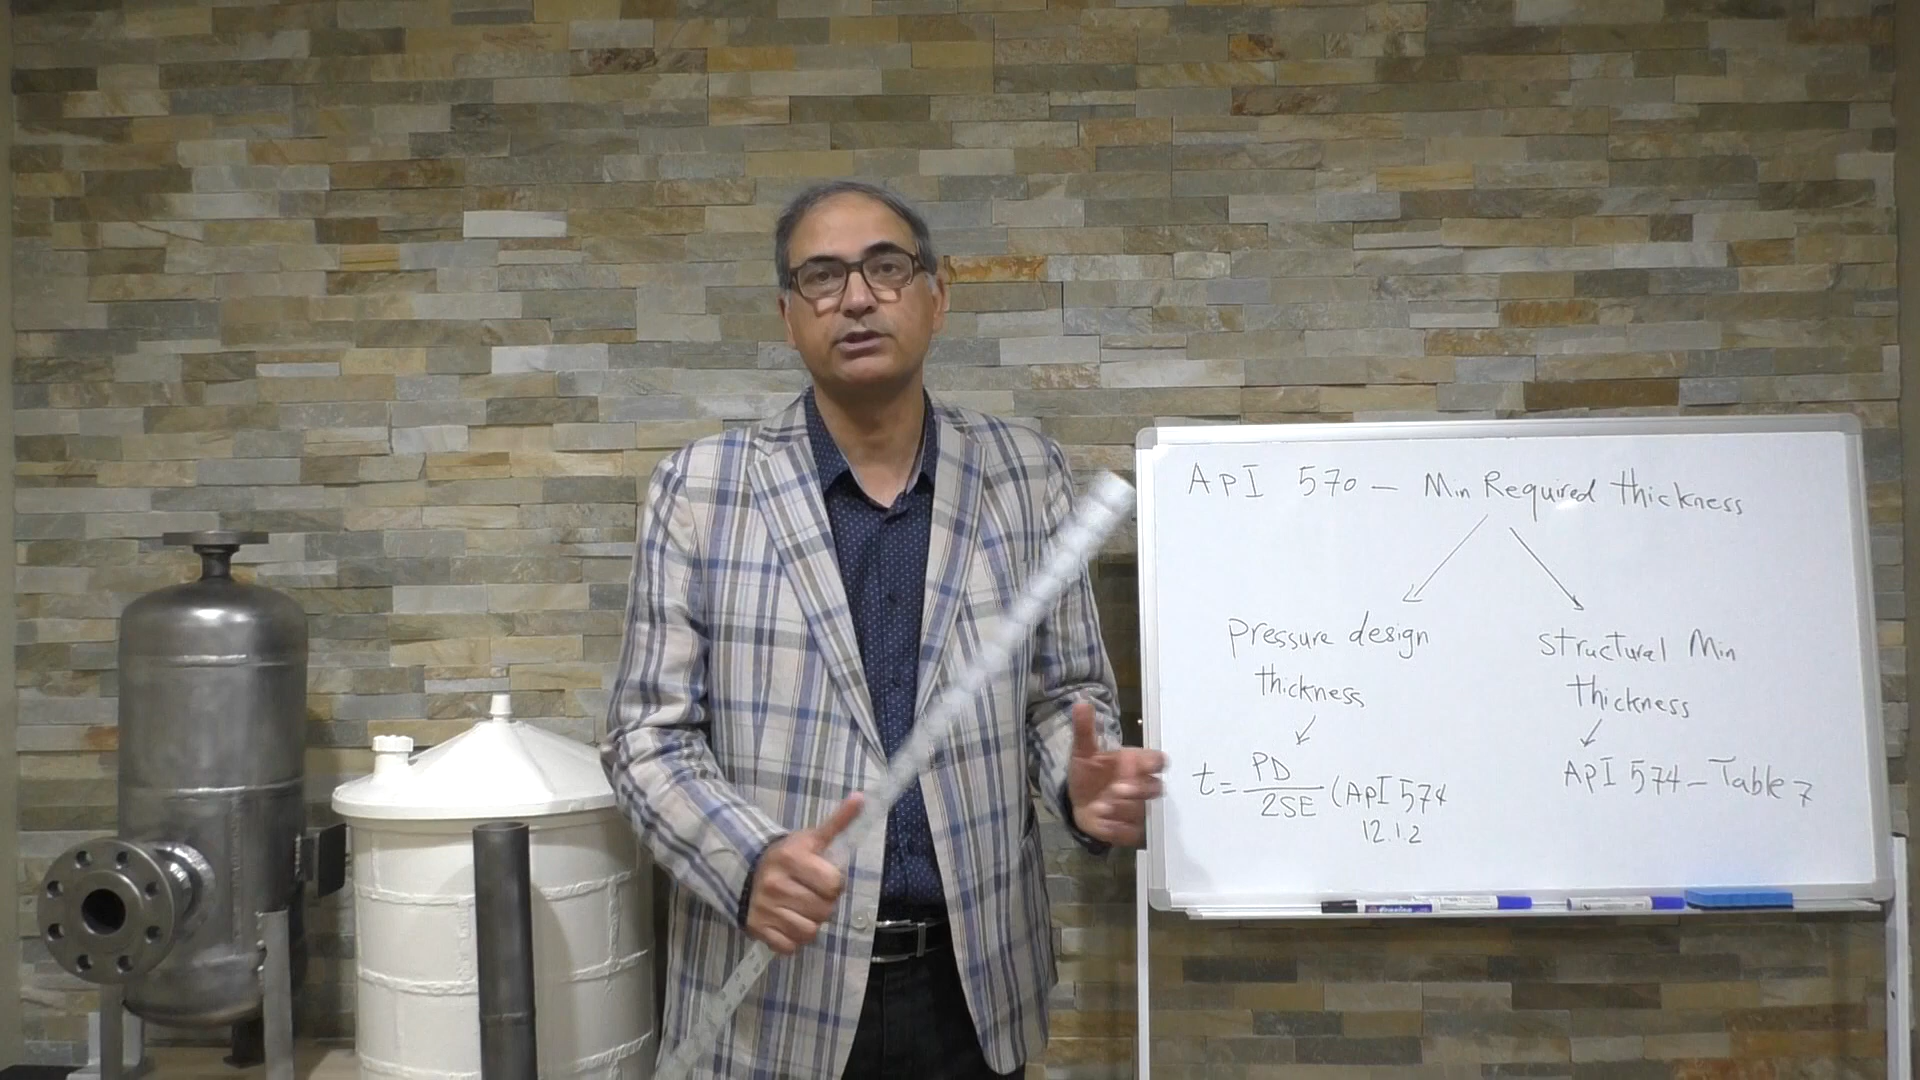 API 570 - Min Required thickness
pressure design
thickness
t = PD / 2SE (API 574
12.1.2
structural Min
thickness
API 574 - Table 7